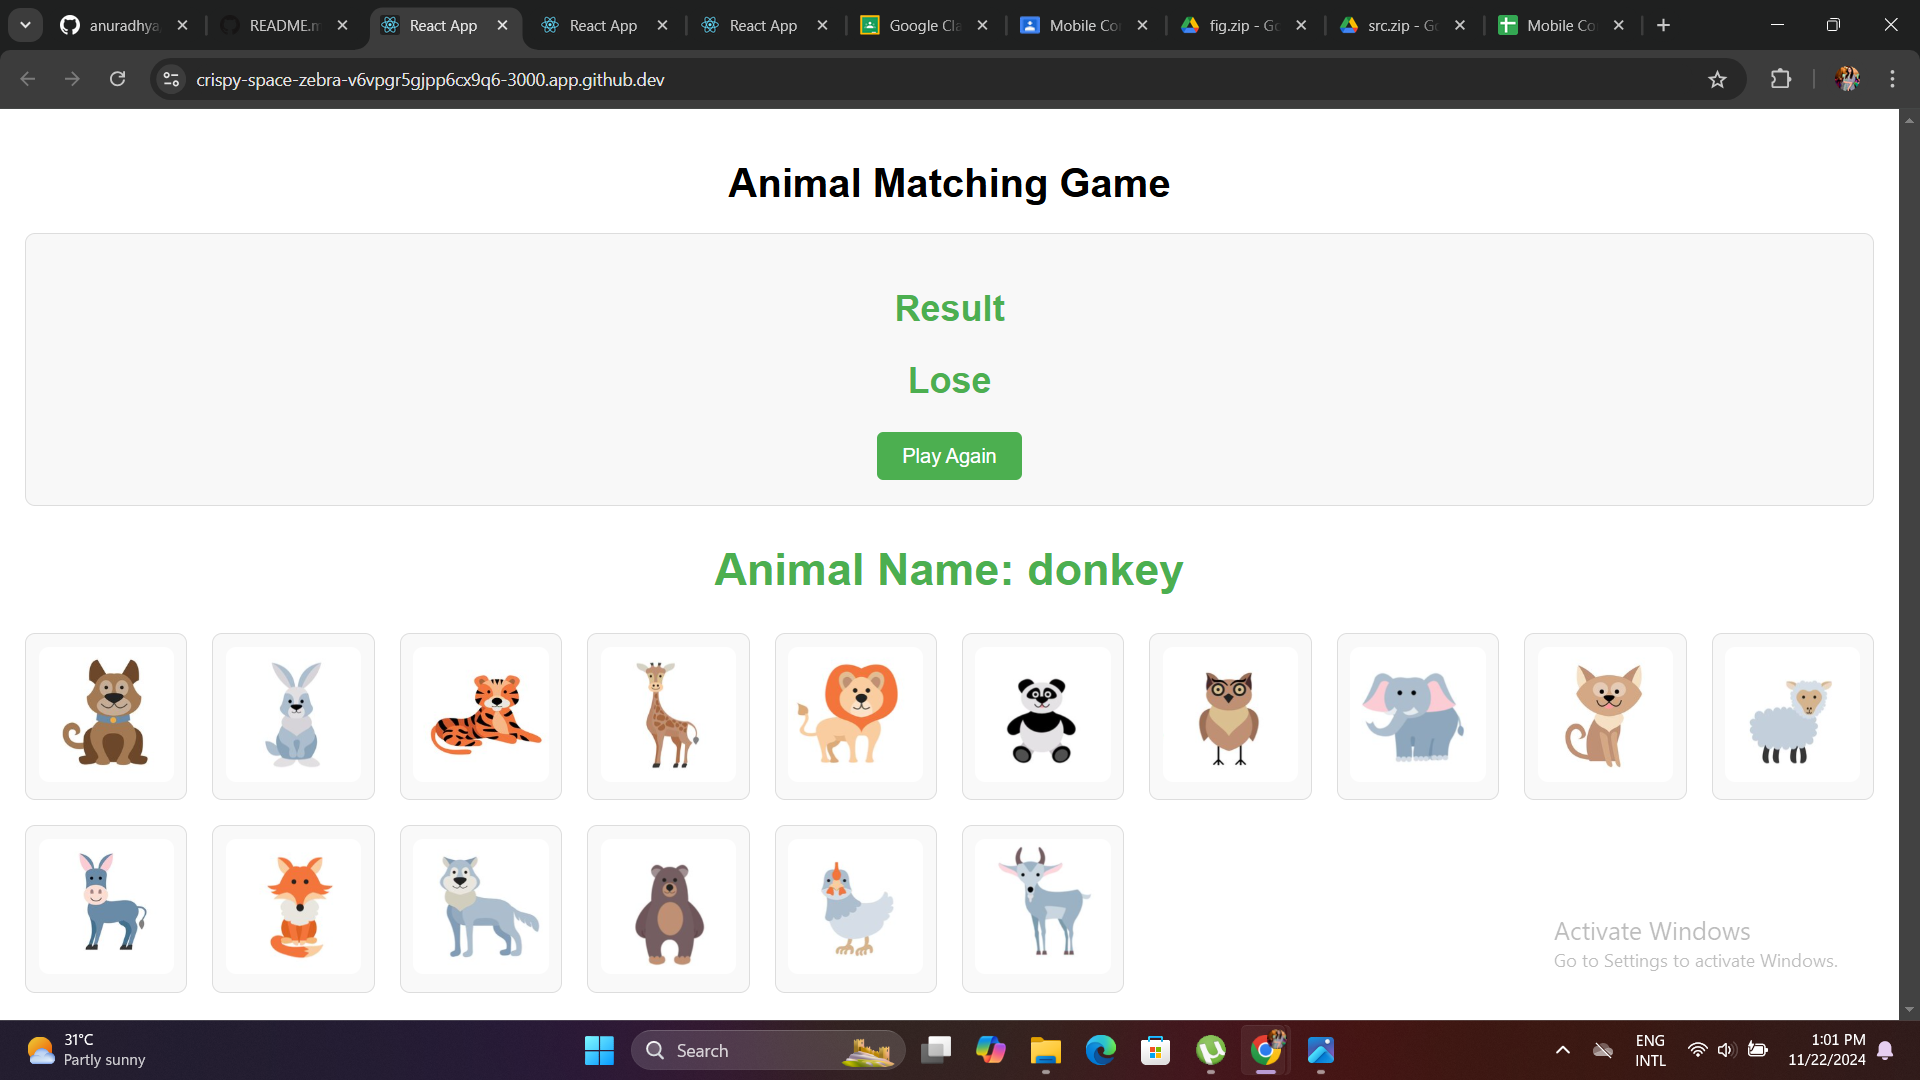 anuradhya
README.m
React App
React App
React App
Google Cla
Mobile Co
fig.zip - Go
src.zip - Go
Mobile Co
crispy-space-zebra-v6vpgr5gjpp6cx9q6-3000.app.github.dev
Animal Matching Game
Result
Lose
Play Again
Animal Name: donkey
Activate Windows
Go to Settings to activate Windows.
31°C
Partly sunny
Search
ENG
INTL
1:01 PM
11/22/2024